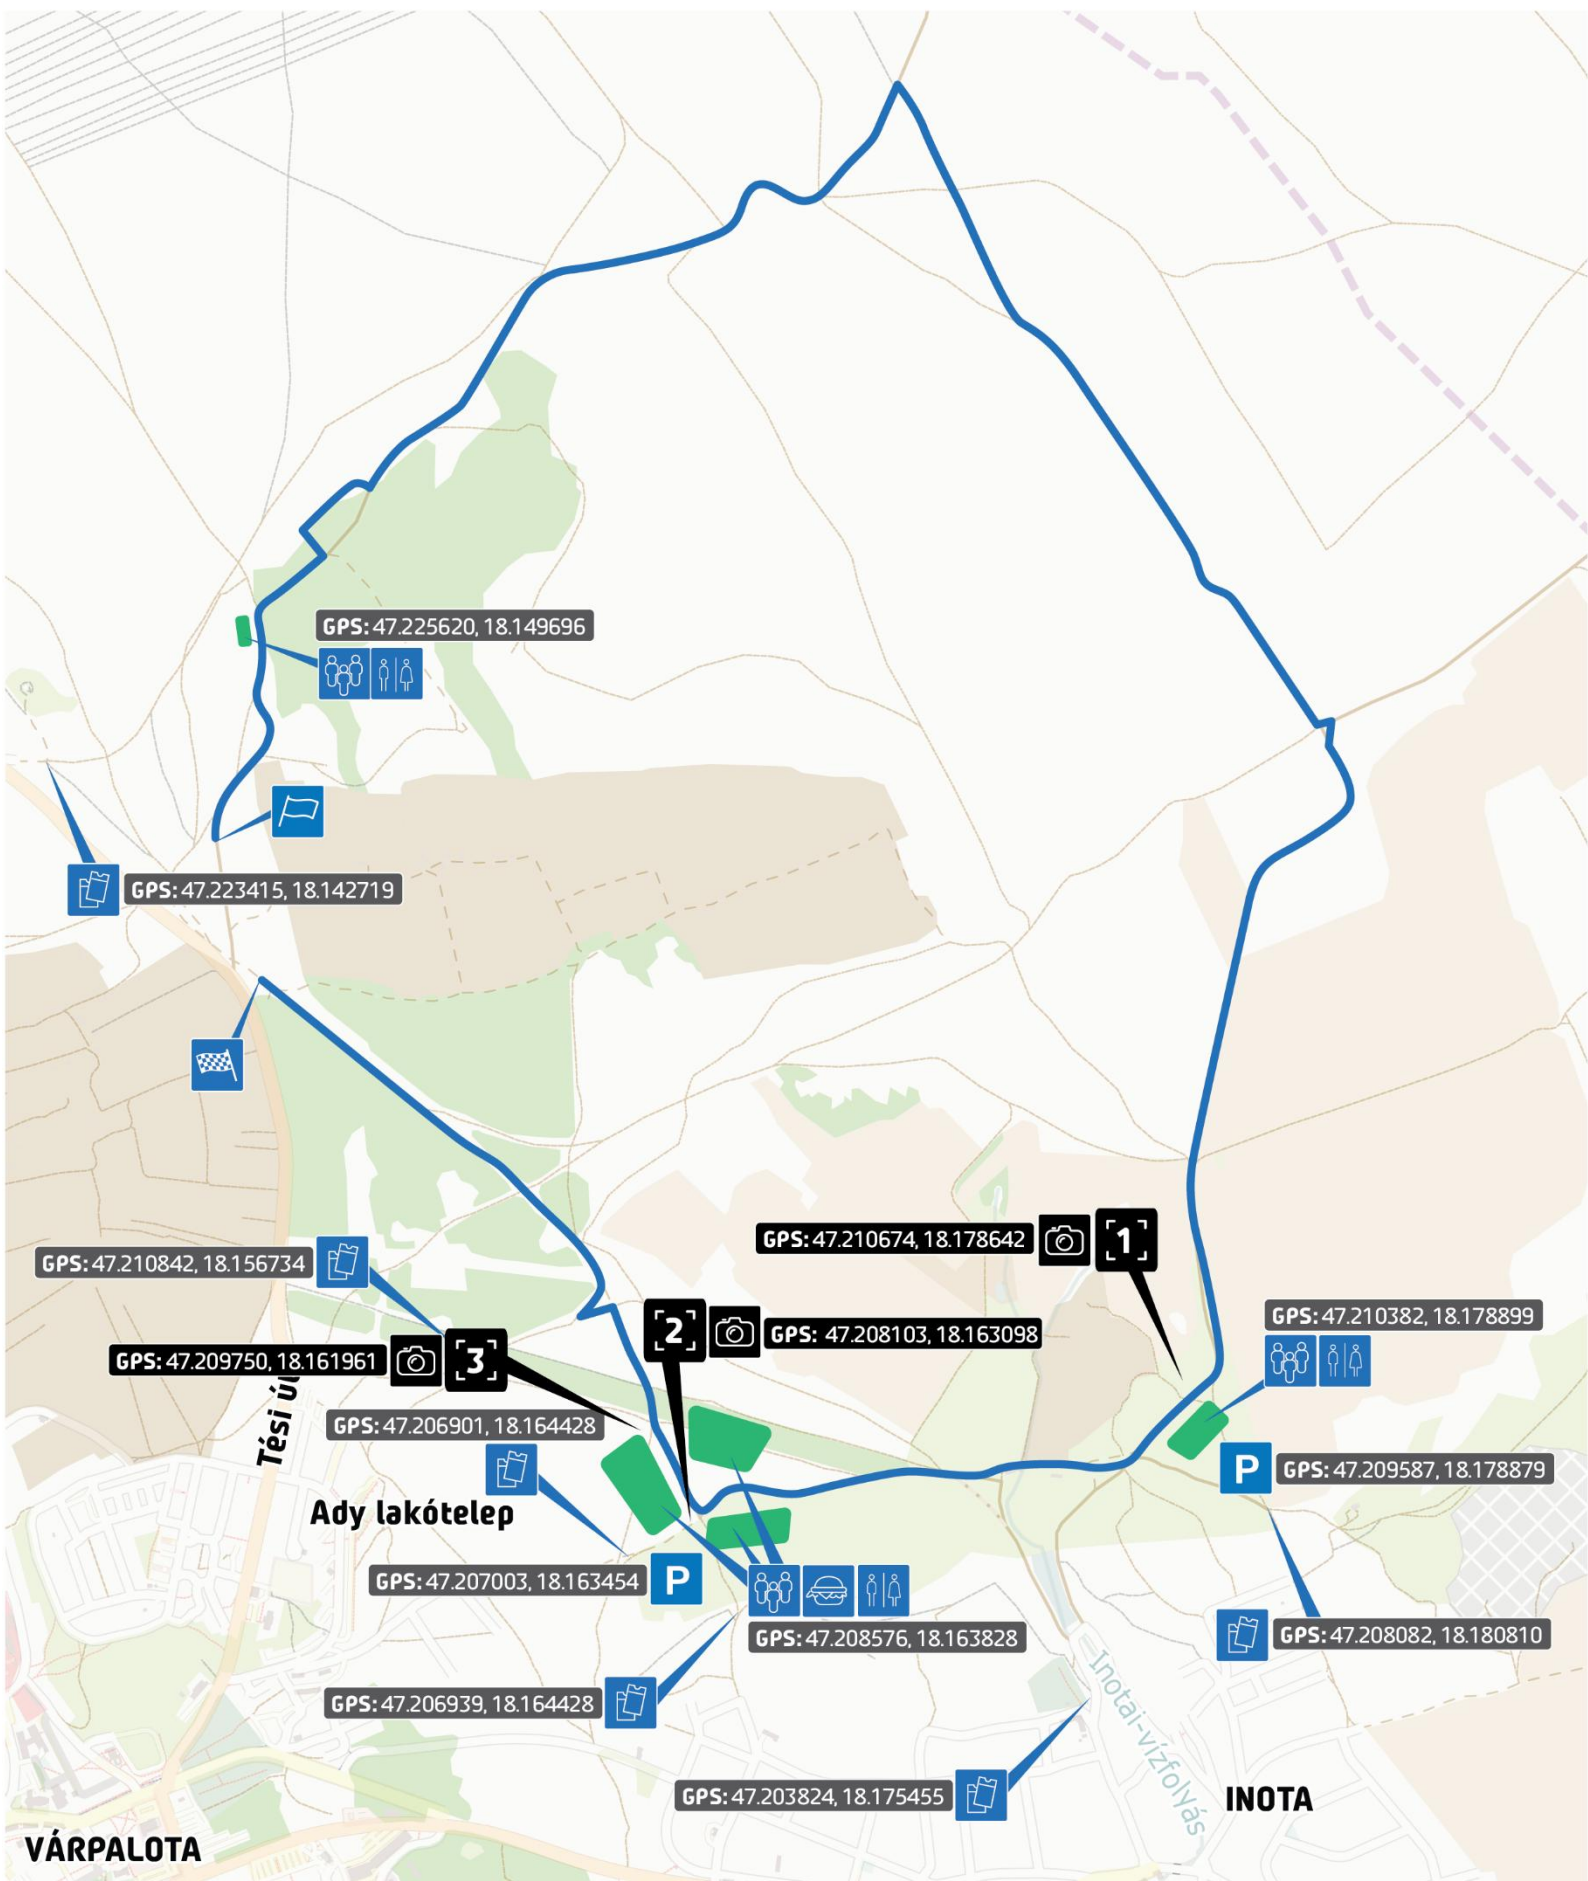 GPS: 47.225620, 18.149696
GPS: 47.223415, 18.142719
GPS: 47.210674, 18.178642
1
GPS: 47.210842, 18.156734
2
GPS: 47.208103, 18.163098
GPS: 47.210382, 18.178899
GPS: 47.209750, 18.161961
3
Tési ú
GPS: 47.206901, 18.164428
P
GPS: 47.209587, 18.178879
Ady lakótelep
GPS: 47.207003, 18.163454
P
GPS: 47.208576, 18.163828
GPS: 47.208082, 18.180810
GPS: 47.206939, 18.164428
Inotai-vízfolyás
GPS: 47.203824, 18.175455
INOTA
VÁRPALOTA